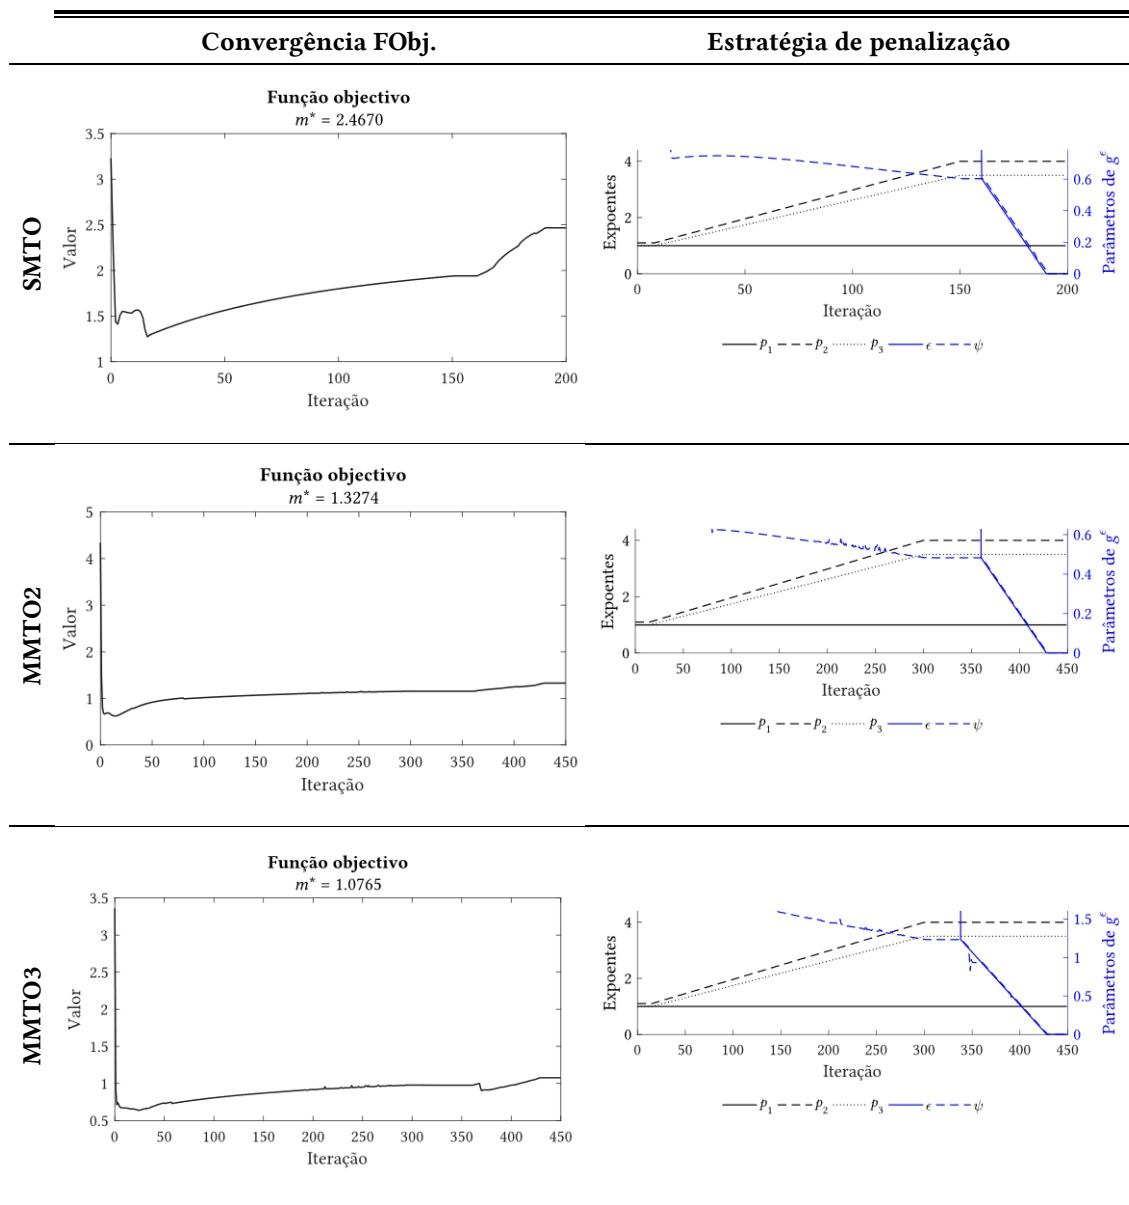 Convergência FObj. Estratégia de penalização
SMTO
Função objectivo
m* = 2.4670
3.5
3
2.5
2
1.5
1
Valor
0 50 100 150 200
Iteração
4
2
0
Expoentes
0.6
0.4
0.2
0
Parâmetros de g^ϵ
0 50 100 150 200
Iteração
p₁ p₂ p₃ ϵ ψ
MMTO2
Função objectivo
m* = 1.3274
5
4
3
2
1
0
Valor
0 50 100 150 200 250 300 350 400 450
Iteração
4
2
0
Expoentes
0.6
0.4
0.2
0
Parâmetros de g^ϵ
0 50 100 150 200 250 300 350 400 450
Iteração
p₁ p₂ p₃ ϵ ψ
MMTO3
Função objectivo
m* = 1.0765
3.5
3
2.5
2
1.5
1
0.5
Valor
0 50 100 150 200 250 300 350 400 450
Iteração
4
2
0
Expoentes
1.5
1
0.5
0
Parâmetros de g^ϵ
0 50 100 150 200 250 300 350 400 450
Iteração
p₁ p₂ p₃ ϵ ψ